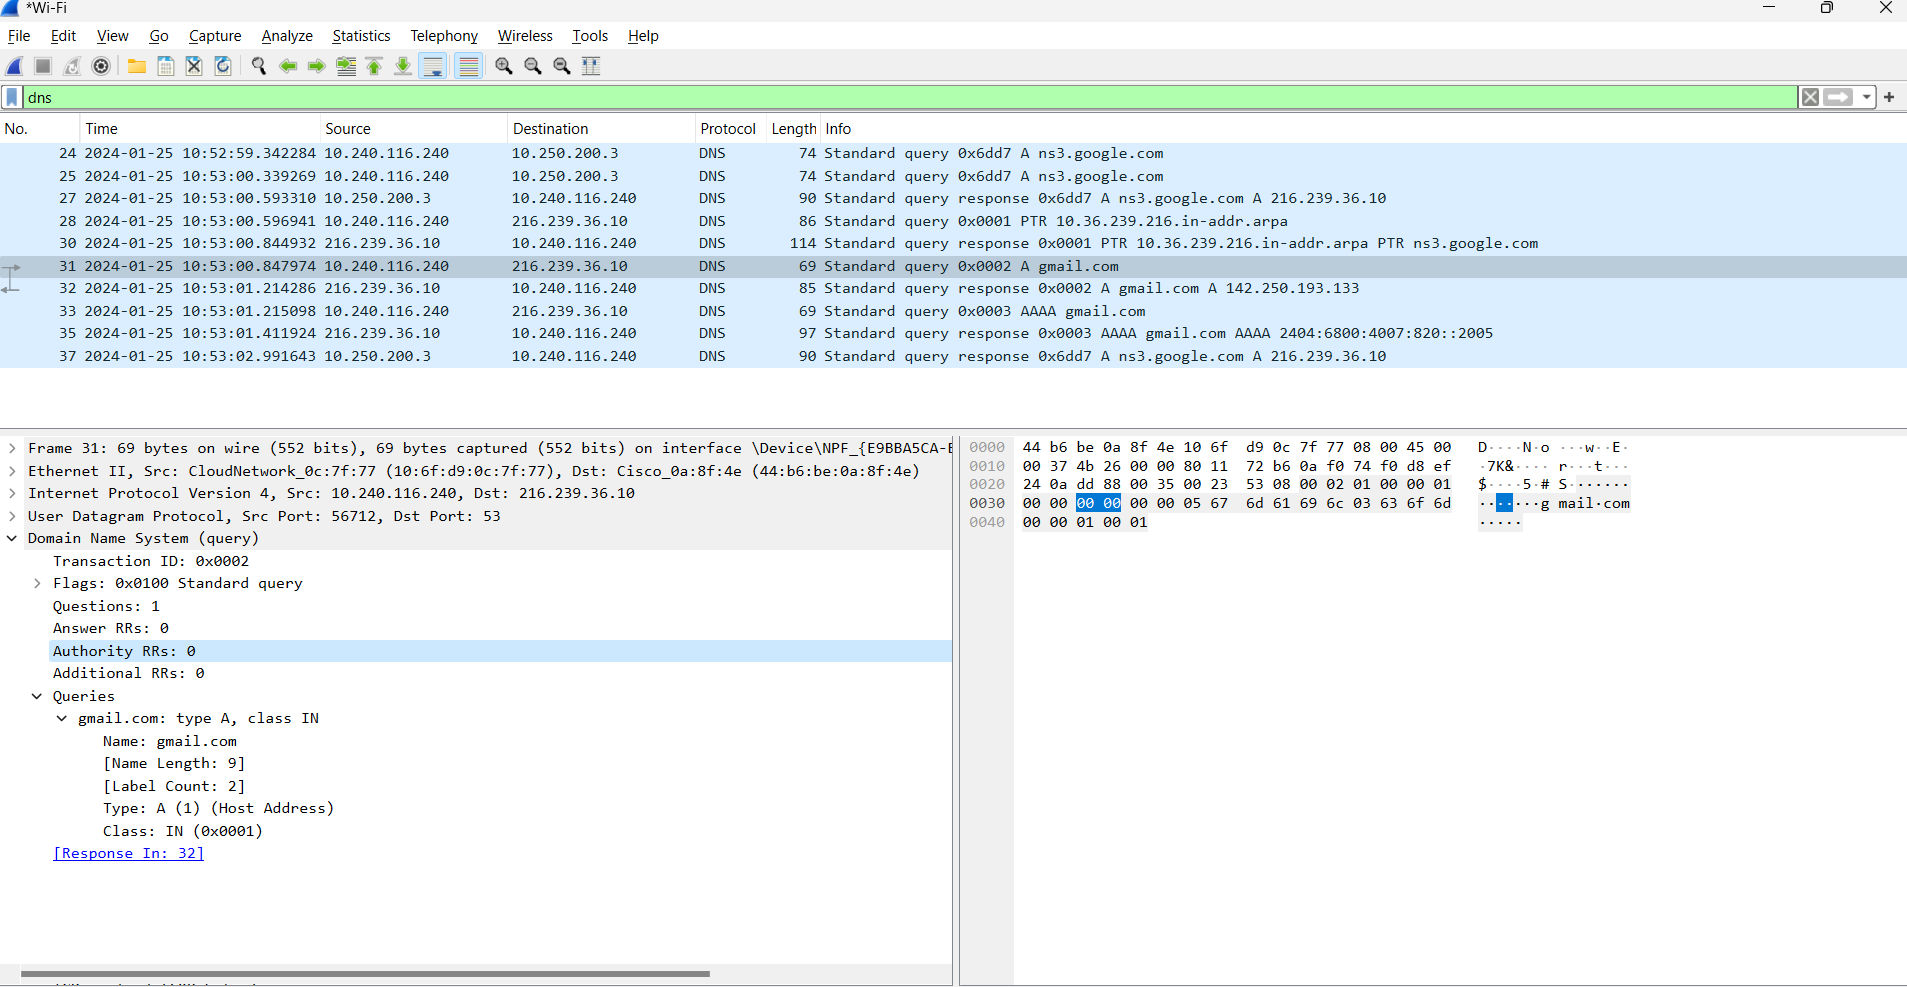 *Wi-Fi
File Edit View Go Capture Analyze Statistics Telephony Wireless Tools Help
dns
No. Time Source Destination Protocol Length Info
24 2024-01-25 10:52:59.342284 10.240.116.240 10.250.200.3 DNS 74 Standard query 0x6dd7 A ns3.google.com
25 2024-01-25 10:53:00.339269 10.240.116.240 10.250.200.3 DNS 74 Standard query 0x6dd7 A ns3.google.com
27 2024-01-25 10:53:00.593310 10.250.200.3 10.240.116.240 DNS 90 Standard query response 0x6dd7 A ns3.google.com A 216.239.36.10
28 2024-01-25 10:53:00.596941 10.240.116.240 216.239.36.10 DNS 86 Standard query 0x0001 PTR 10.36.239.216.in-addr.arpa
30 2024-01-25 10:53:00.844932 216.239.36.10 10.240.116.240 DNS 114 Standard query response 0x0001 PTR 10.36.239.216.in-addr.arpa PTR ns3.google.com
31 2024-01-25 10:53:00.847974 10.240.116.240 216.239.36.10 DNS 69 Standard query 0x0002 A gmail.com
32 2024-01-25 10:53:01.214286 216.239.36.10 10.240.116.240 DNS 85 Standard query response 0x0002 A gmail.com A 142.250.193.133
33 2024-01-25 10:53:01.215098 10.240.116.240 216.239.36.10 DNS 69 Standard query 0x0003 AAAA gmail.com
35 2024-01-25 10:53:01.411924 216.239.36.10 10.240.116.240 DNS 97 Standard query response 0x0003 AAAA gmail.com AAAA 2404:6800:4007:820::2005
37 2024-01-25 10:53:02.991643 10.250.200.3 10.240.116.240 DNS 90 Standard query response 0x6dd7 A ns3.google.com A 216.239.36.10
Frame 31: 69 bytes on wire (552 bits), 69 bytes captured (552 bits) on interface \Device\NPF_{E9BBA5CA-E
Ethernet II, Src: CloudNetwork_0c:7f:77 (10:6f:d9:0c:7f:77), Dst: Cisco_0a:8f:4e (44:b6:be:0a:8f:4e)
Internet Protocol Version 4, Src: 10.240.116.240, Dst: 216.239.36.10
User Datagram Protocol, Src Port: 56712, Dst Port: 53
Domain Name System (query)
Transaction ID: 0x0002
Flags: 0x0100 Standard query
Questions: 1
Answer RRs: 0
Authority RRs: 0
Additional RRs: 0
Queries
gmail.com: type A, class IN
Name: gmail.com
[Name Length: 9]
[Label Count: 2]
Type: A (1) (Host Address)
Class: IN (0x0001)
[Response In: 32]
0000 44 b6 be 0a 8f 4e 10 6f d9 0c 7f 77 08 00 45 00 D····N·o ···w··E·
0010 00 37 4b 26 00 00 80 11 72 b6 0a f0 74 f0 d8 ef ·7K&···· r···t···
0020 24 0a dd 88 00 35 00 23 53 08 00 02 01 00 00 01 $····5·# S·······
0030 00 00 00 00 00 00 05 67 6d 61 69 6c 03 63 6f 6d ·······g mail·com
0040 00 00 01 00 01 ·····